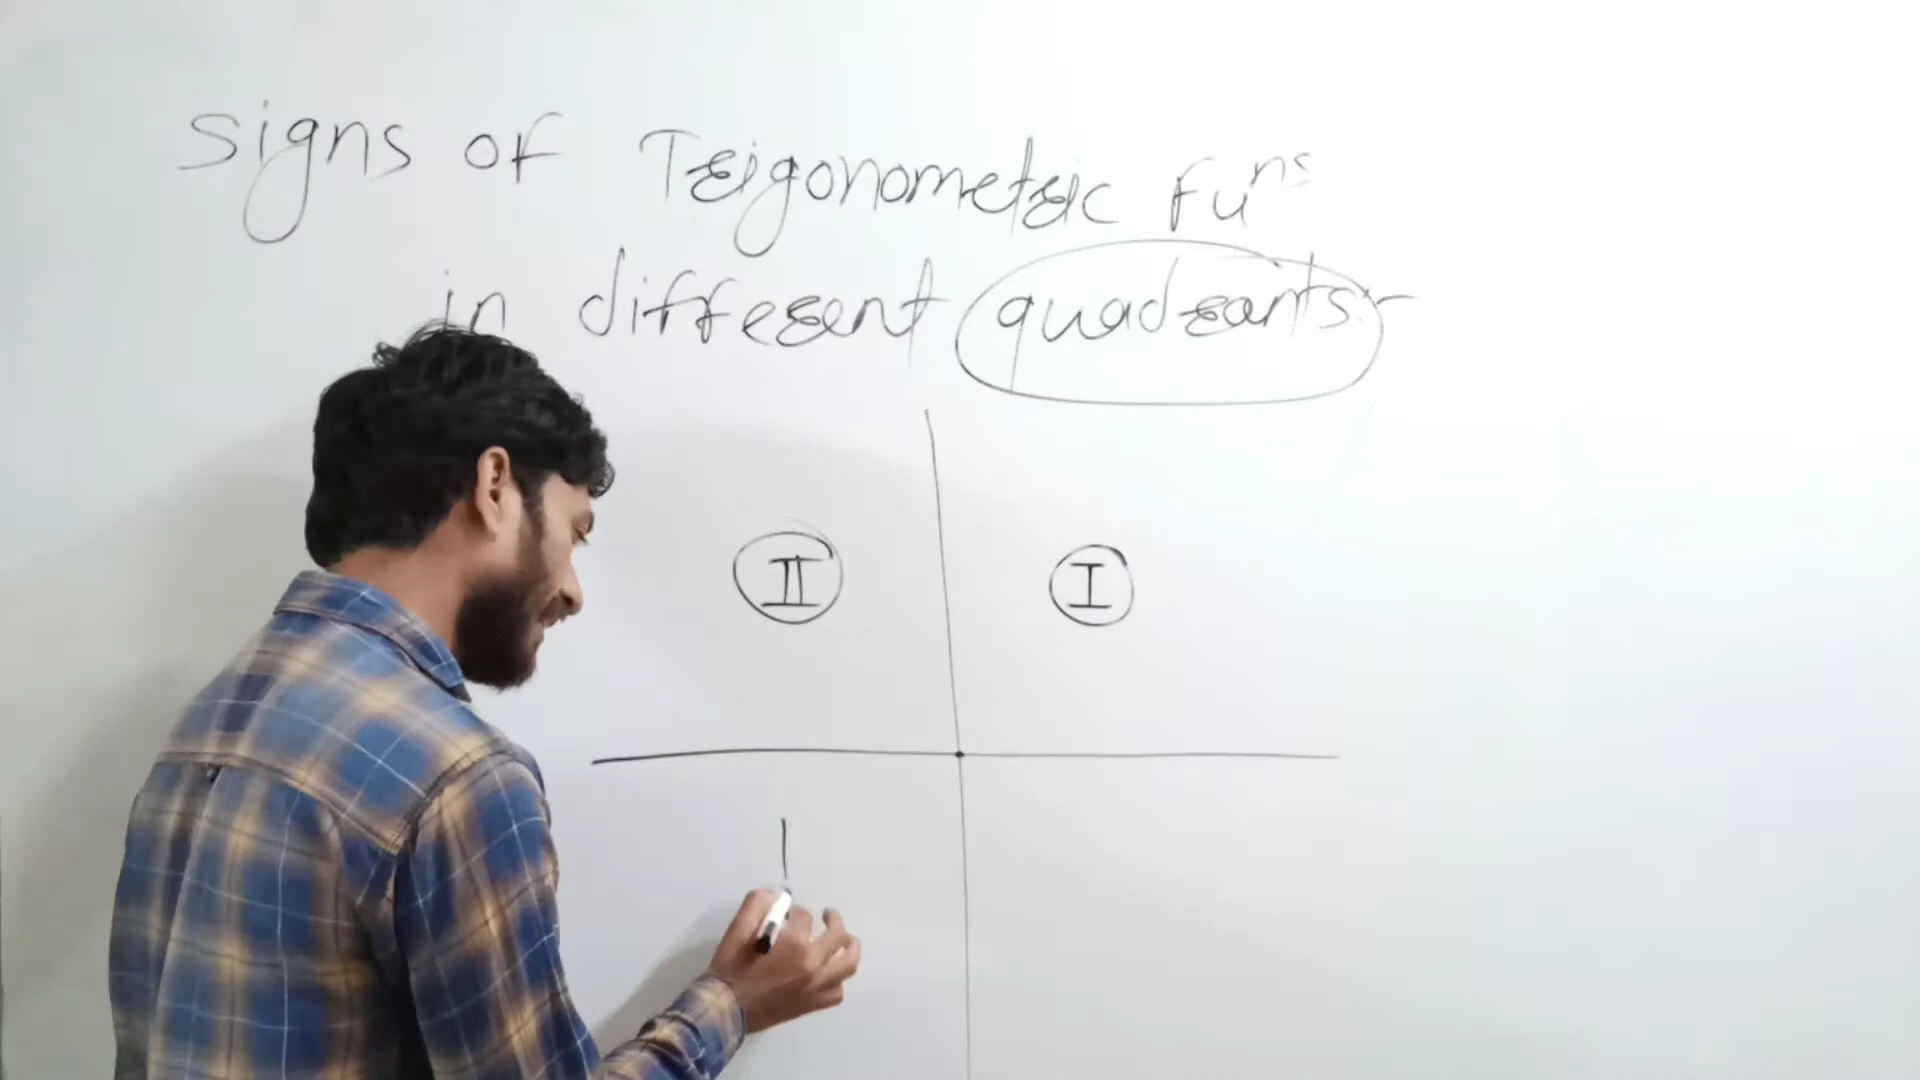 Signs of Trigonometric Funs
in different quadrants:-
II
I
I